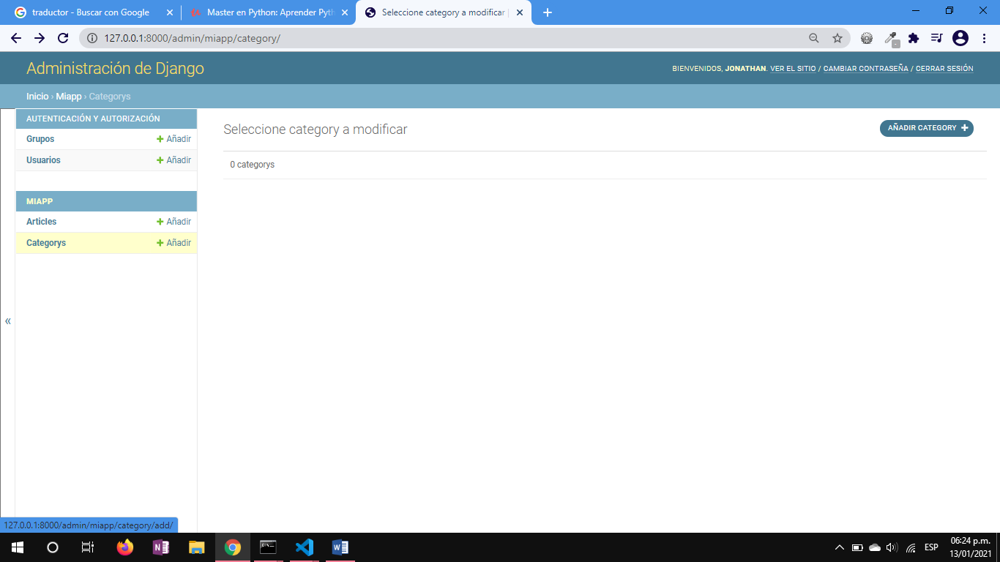 traductor - Buscar con Google
Master en Python: Aprender Pyth
Seleccione category a modificar |
127.0.0.1:8000/admin/miapp/category/
Administración de Django
BIENVENIDOS, JONATHAN. VER EL SITIO / CAMBIAR CONTRASEÑA / CERRAR SESIÓN
Inicio › Miapp › Categorys
AUTENTICACIÓN Y AUTORIZACIÓN
Grupos + Añadir
Usuarios + Añadir
MIAPP
Articles + Añadir
Categorys + Añadir
«
Seleccione category a modificar
AÑADIR CATEGORY +
0 categorys
127.0.0.1:8000/admin/miapp/category/add/
ESP
06:24 p.m.
13/01/2021